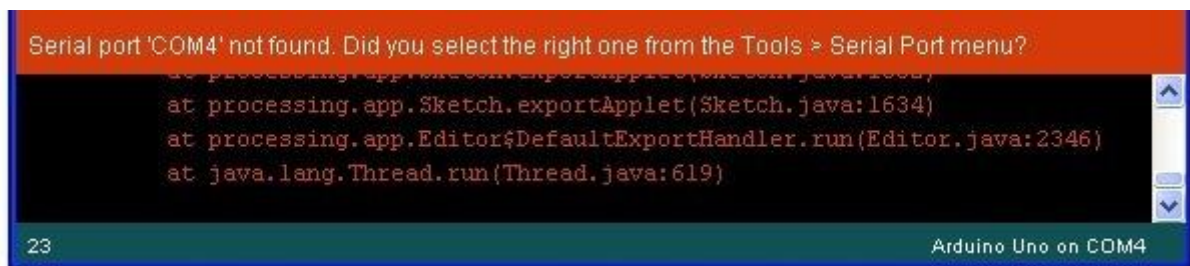 Serial port 'COM4' not found. Did you select the right one from the Tools > Serial Port menu?
at processing.app.Sketch.exportApplet(Sketch.java:1634)
at processing.app.Editor$DefaultExportHandler.run(Editor.java:2346)
at java.lang.Thread.run(Thread.java:619)
23
Arduino Uno on COM4